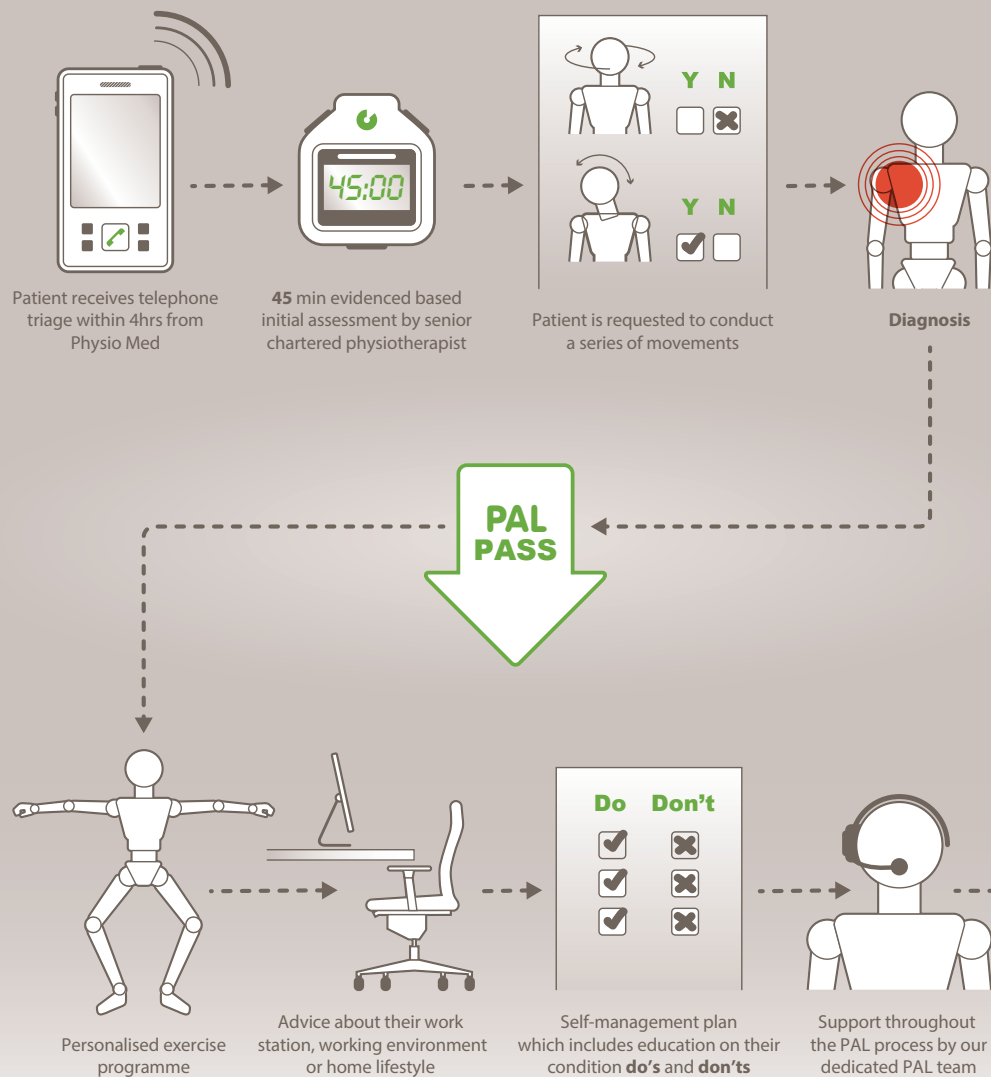 45:00
Y N
Y N
Patient receives telephone
triage within 4hrs from
Physio Med
45 min evidenced based
initial assessment by senior
chartered physiotherapist
Patient is requested to conduct
a series of movements
Diagnosis
PAL
PASS
Do Don't
Personalised exercise
programme
Advice about their work
station, working environment
or home lifestyle
Self-management plan
which includes education on their
condition do's and don'ts
Support throughout
the PAL process by our
dedicated PAL team